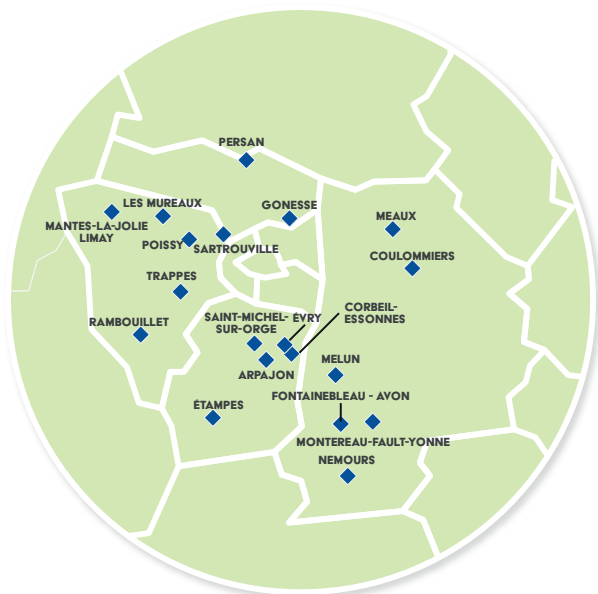 PERSAN
LES MUREAUX
GONESSE
MANTES-LA-JOLIE
LIMAY
POISSY
SARTROUVILLE
MEAUX
COULOMMIERS
TRAPPES
RAMBOUILLET
SAINT-MICHEL-
SUR-ORGE
ÉVRY
CORBEIL-
ESSONNES
ARPAJON
MELUN
FONTAINEBLEAU - AVON
ÉTAMPES
MONTEREAU-FAULT-YONNE
NEMOURS